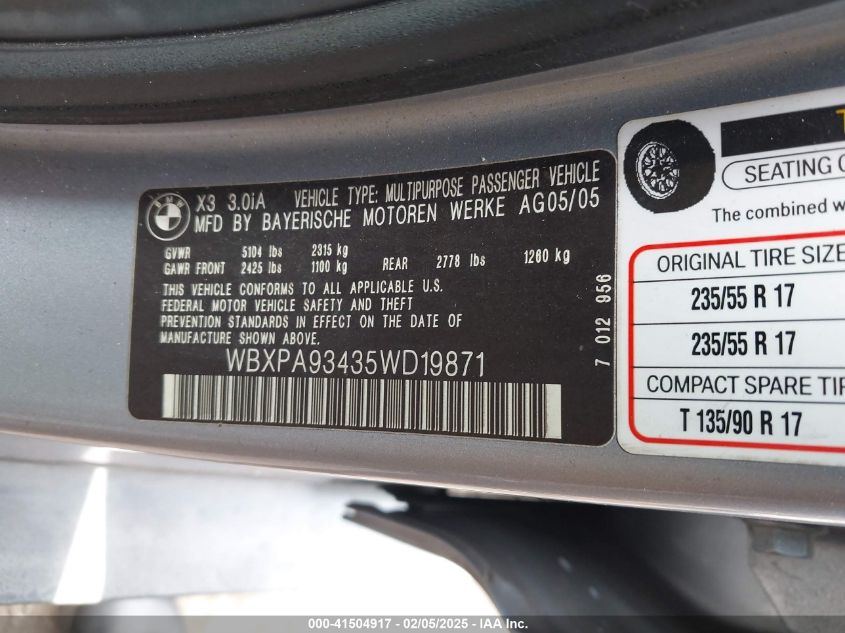 BMW
X3 3.0iA VEHICLE TYPE: MULTIPURPOSE PASSENGER VEHICLE
MFD BY BAYERISCHE MOTOREN WERKE AG05/05
GVWR 5104 lbs 2315 kg
GAWR FRONT 2425 lbs 1100 kg REAR 2778 lbs 1260 kg
THIS VEHICLE CONFORMS TO ALL APPLICABLE U.S.
FEDERAL MOTOR VEHICLE SAFETY AND THEFT
PREVENTION STANDARDS IN EFFECT ON THE DATE OF
MANUFACTURE SHOWN ABOVE.
WBXPA93435WD19871
7 012 956
SEATING
The combined
ORIGINAL TIRE SIZE
235/55 R 17
235/55 R 17
COMPACT SPARE
T 135/90 R 17
000-41504917 - 02/05/2025 - IAA Inc.